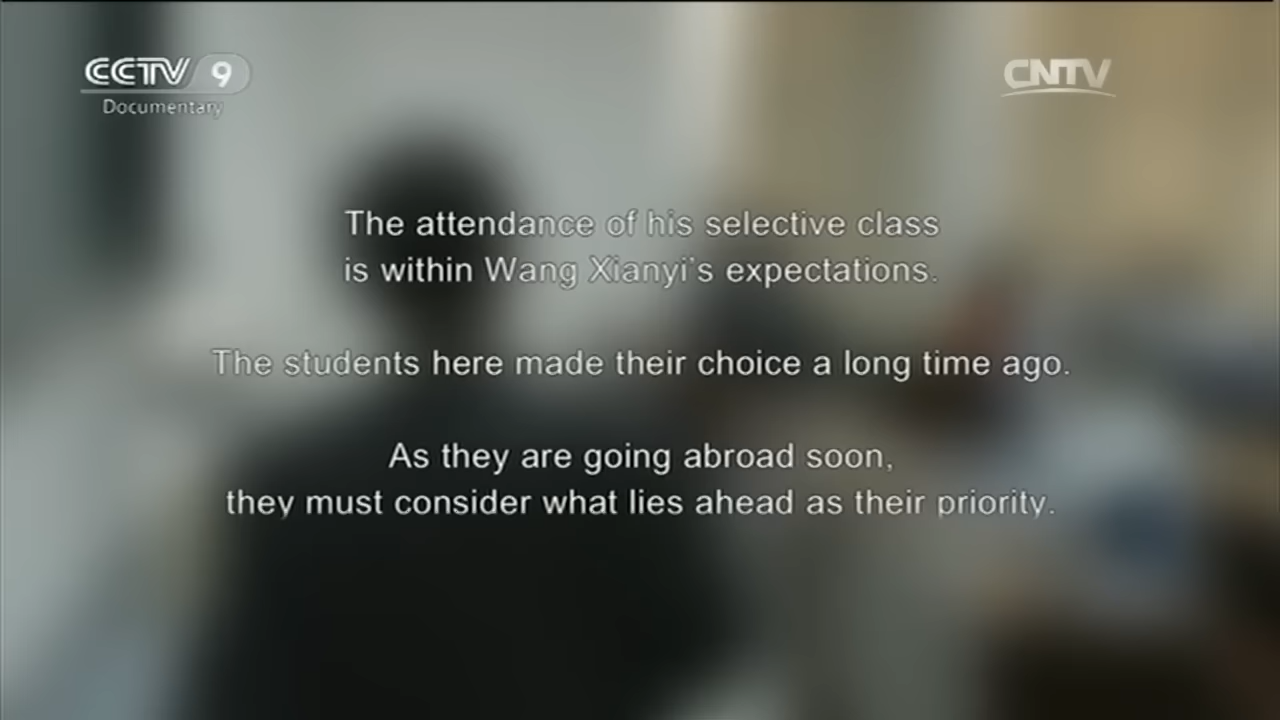 CCTV 9
Documentary
CNTV
The attendance of his selective class
is within Wang Xianyi's expectations.
The students here made their choice a long time ago.
As they are going abroad soon,
they must consider what lies ahead as their priority.